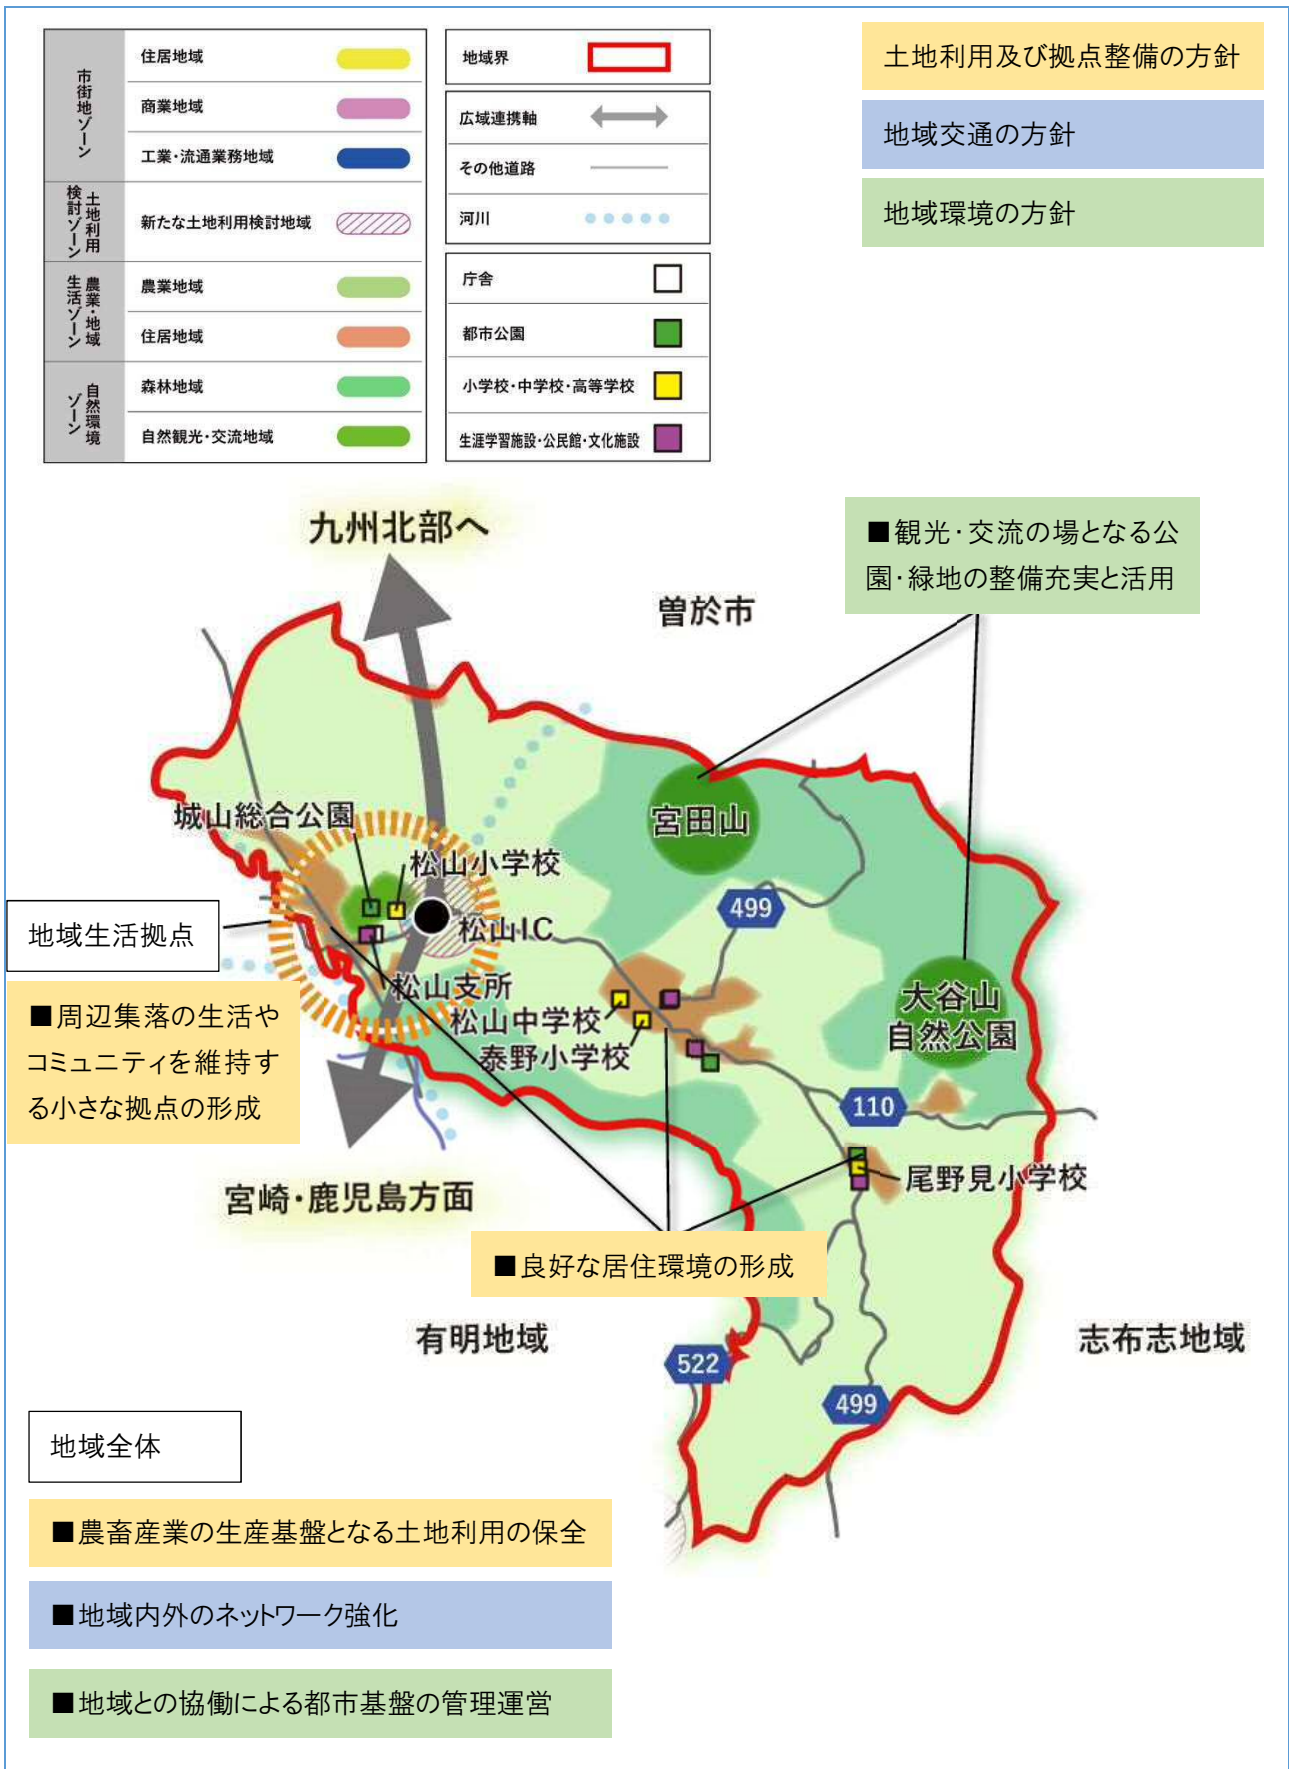 市街地ゾーン
住居地域
商業地域
工業・流通業務地域
土地利用
検討ゾーン
新たな土地利用検討地域
農業・地域
生活ゾーン
農業地域
住居地域
自然環境
ゾーン
森林地域
自然観光・交流地域
地域界
広域連携軸
その他道路
河川
庁舎
都市公園
小学校・中学校・高等学校
生涯学習施設・公民館・文化施設
土地利用及び拠点整備の方針
地域交通の方針
地域環境の方針
九州北部へ
曽於市
■観光・交流の場となる公
園・緑地の整備充実と活用
城山総合公園
松山小学校
宮田山
499
地域生活拠点
松山IC
松山支所
松山中学校
泰野小学校
大谷山
自然公園
■周辺集落の生活や
コミュニティを維持す
る小さな拠点の形成
110
尾野見小学校
宮崎・鹿児島方面
■良好な居住環境の形成
有明地域
志布志地域
522
499
地域全体
■農畜産業の生産基盤となる土地利用の保全
■地域内外のネットワーク強化
■地域との協働による都市基盤の管理運営